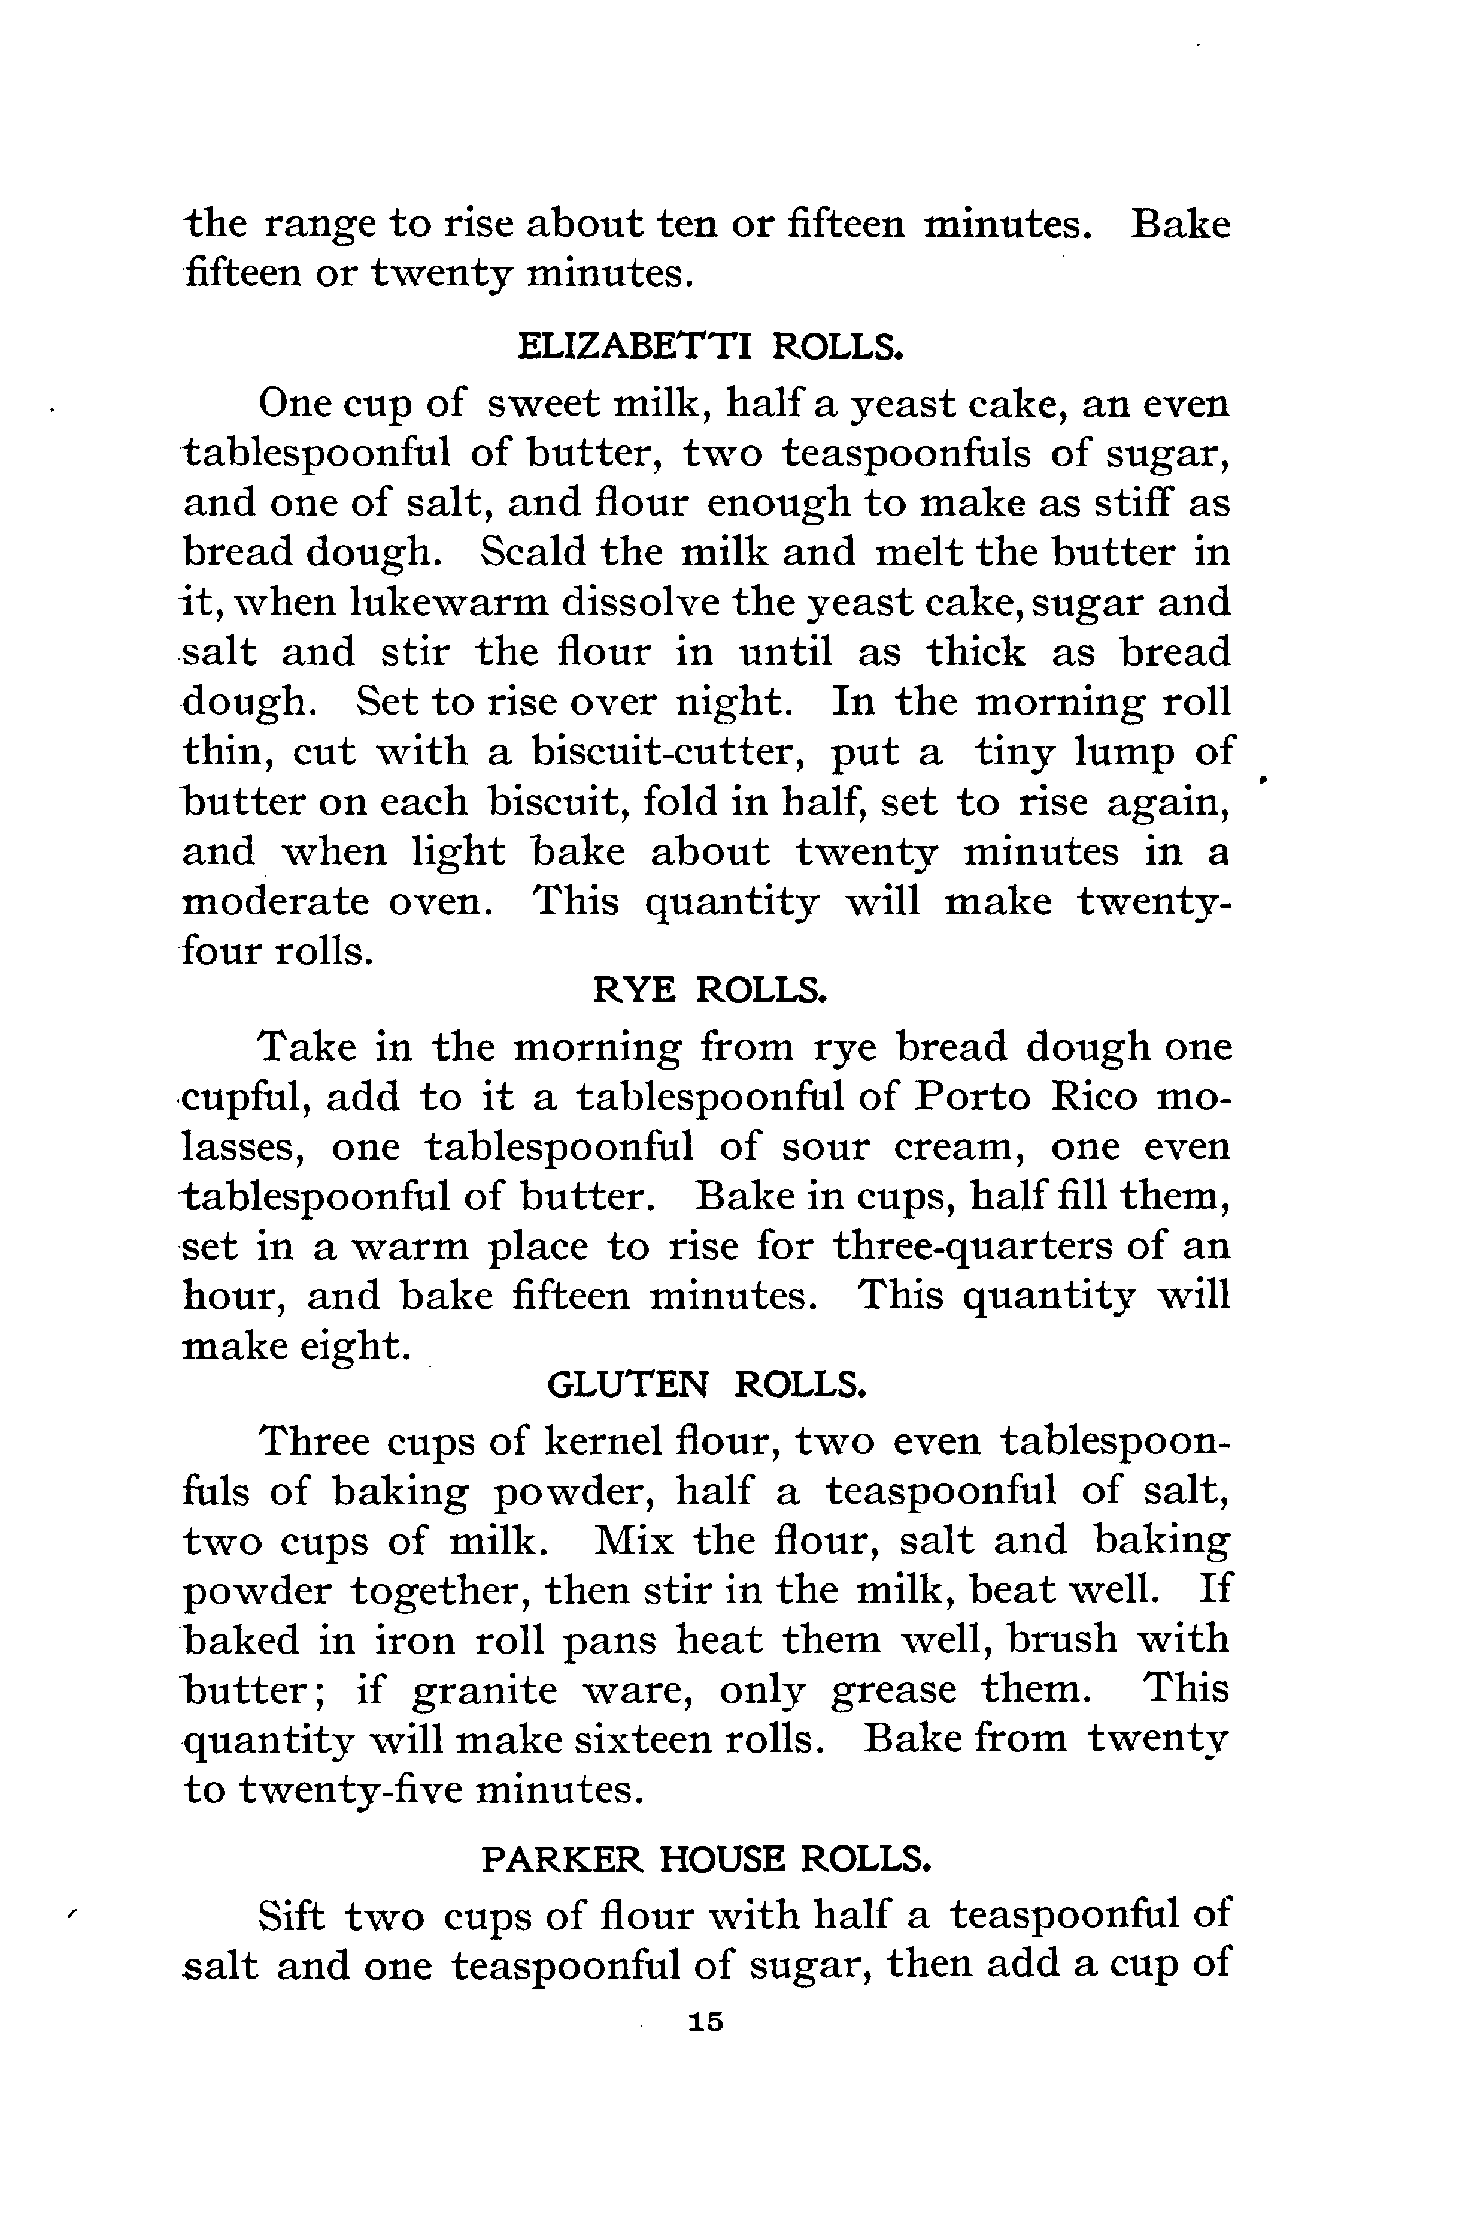 the range to rise about ten or fifteen minutes. Bake
fifteen or twenty minutes.
ELIZABETTI ROLLS.
One cup of sweet milk, half a yeast cake, an even
tablespoonful of butter, two teaspoonfuls of sugar,
and one of salt, and flour enough to make as stiff as
bread dough. Scald the milk and melt the butter in
it, when lukewarm dissolve the yeast cake, sugar and
salt and stir the flour in until as thick as bread
dough. Set to rise over night. In the morning roll
thin, cut with a biscuit-cutter, put a tiny lump of
butter on each biscuit, fold in half, set to rise again,
and when light bake about twenty minutes in a
moderate oven. This quantity will make twenty-
four rolls.
RYE ROLLS.
Take in the morning from rye bread dough one
cupful, add to it a tablespoonful of Porto Rico mo-
lasses, one tablespoonful of sour cream, one even
tablespoonful of butter. Bake in cups, half fill them,
set in a warm place to rise for three-quarters of an
hour, and bake fifteen minutes. This quantity will
make eight.
GLUTEN ROLLS.
Three cups of kernel flour, two even tablespoon-
fuls of baking powder, half a teaspoonful of salt,
two cups of milk. Mix the flour, salt and baking
powder together, then stir in the milk, beat well. If
baked in iron roll pans heat them well, brush with
butter; if granite ware, only grease them. This
quantity will make sixteen rolls. Bake from twenty
to twenty-five minutes.
PARKER HOUSE ROLLS.
Sift two cups of flour with half a teaspoonful of
salt and one teaspoonful of sugar, then add a cup of
15